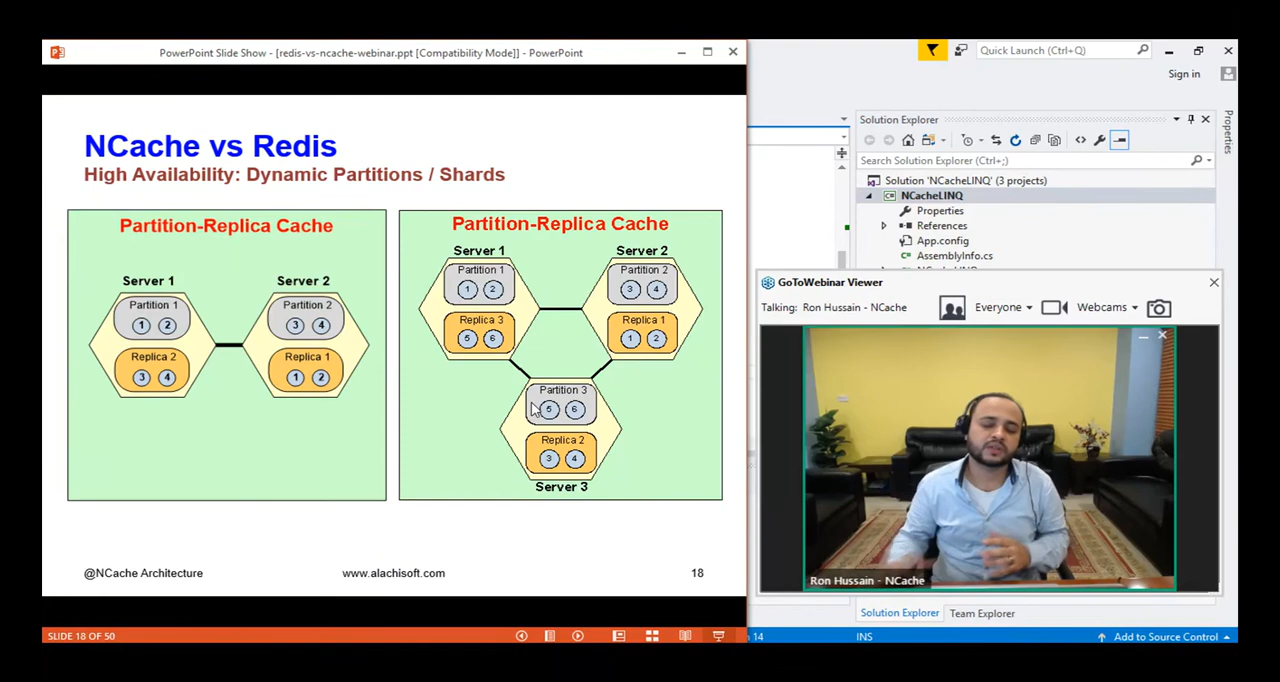 PowerPoint Slide Show - [redis-vs-ncache-webinar.ppt [Compatibility Mode]] - PowerPoint
NCache vs Redis
High Availability: Dynamic Partitions / Shards
Partition-Replica Cache
Server 1
Server 2
Partition 1
1 2
Partition 2
3 4
Replica 2
3 4
Replica 1
1 2
Partition-Replica Cache
Server 1
Server 2
Partition 1
1 2
Partition 2
3 4
Replica 3
5 6
Replica 1
1 2
Partition 3
5 6
Replica 2
3 4
Server 3
@NCache Architecture
www.alachisoft.com
18
SLIDE 18 OF 50
Quick Launch (Ctrl+Q)
Sign in
Solution Explorer
Search Solution Explorer (Ctrl+;)
Solution 'NCacheLINQ' (3 projects)
NCacheLINQ
Properties
References
App.config
AssemblyInfo.cs
Properties
GoToWebinar Viewer
Talking: Ron Hussain - NCache
Everyone
Webcams
Ron Hussain - NCache
Solution Explorer
Team Explorer
14
INS
Add to Source Control